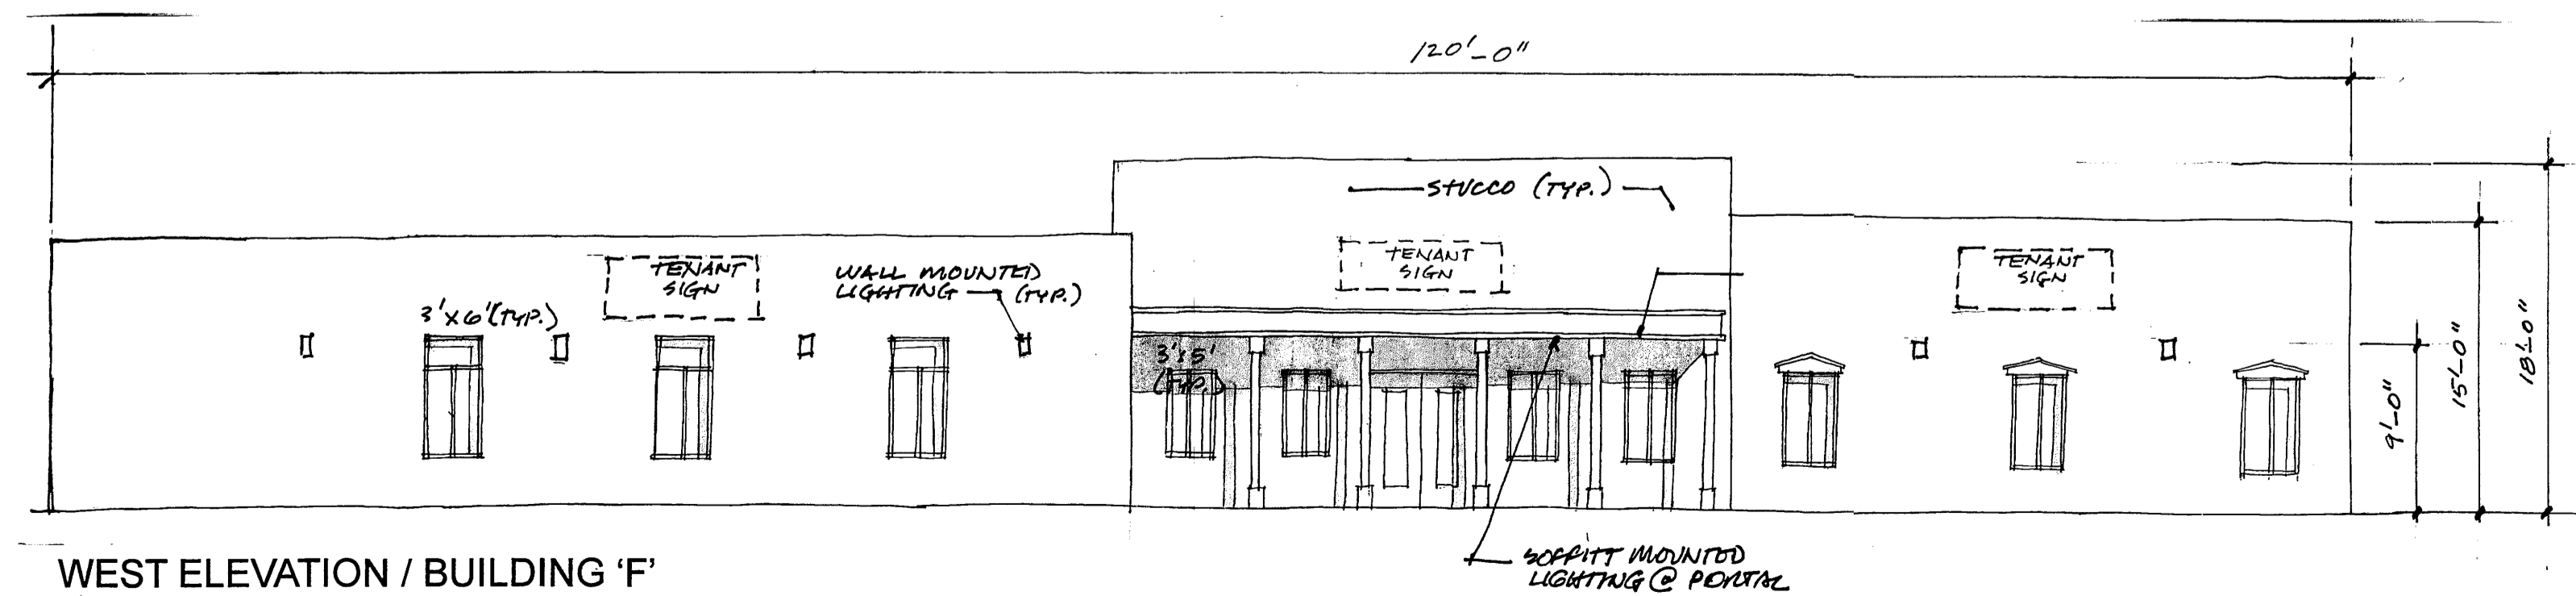 120'-0"
STUCCO (TYP.)
TENANT
SIGN
WALL MOUNTED
LIGHTING (TYP.)
3'X6' (TYP.)
TENANT
SIGN
TENANT
SIGN
3'X5'
(TYP.)
9'-0"
15'-0"
18'-0"
SOFFITT MOUNTED
LIGHTING @ PORTAL
WEST ELEVATION / BUILDING ‘F’